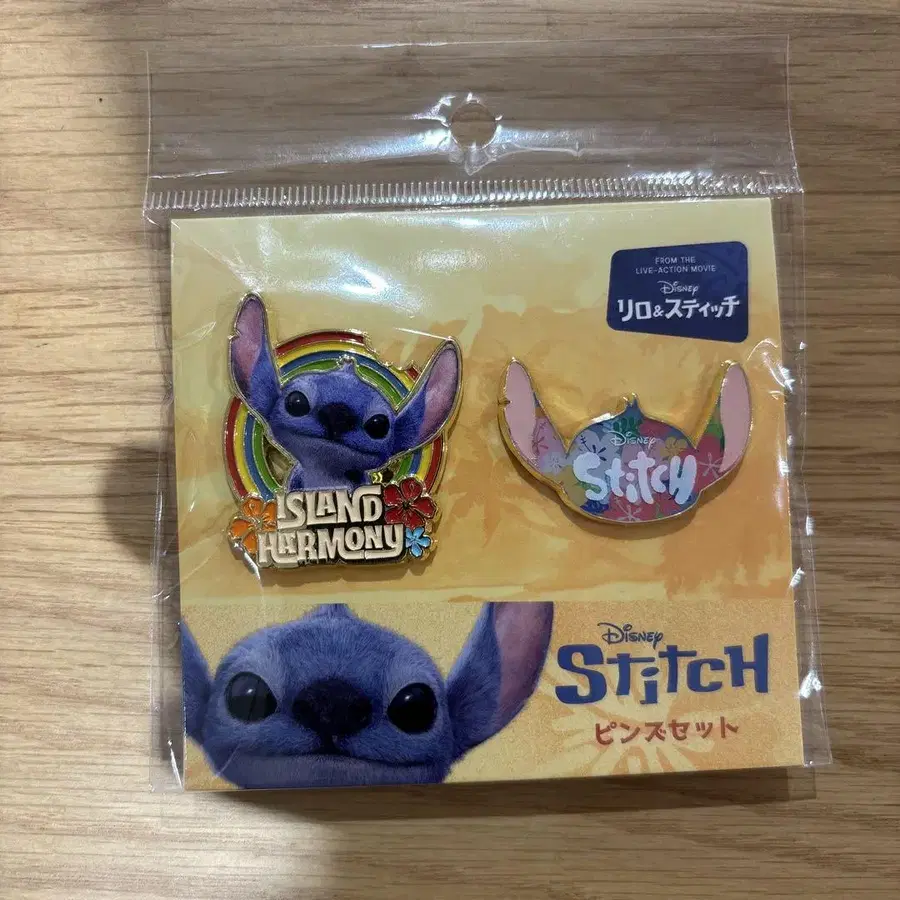 FROM THE
LIVE-ACTION MOVIE
Disney
リロ&スティッチ
ISLAND
HARMONY
Disney
Stitch
Disney
Stitch
ピンズセット